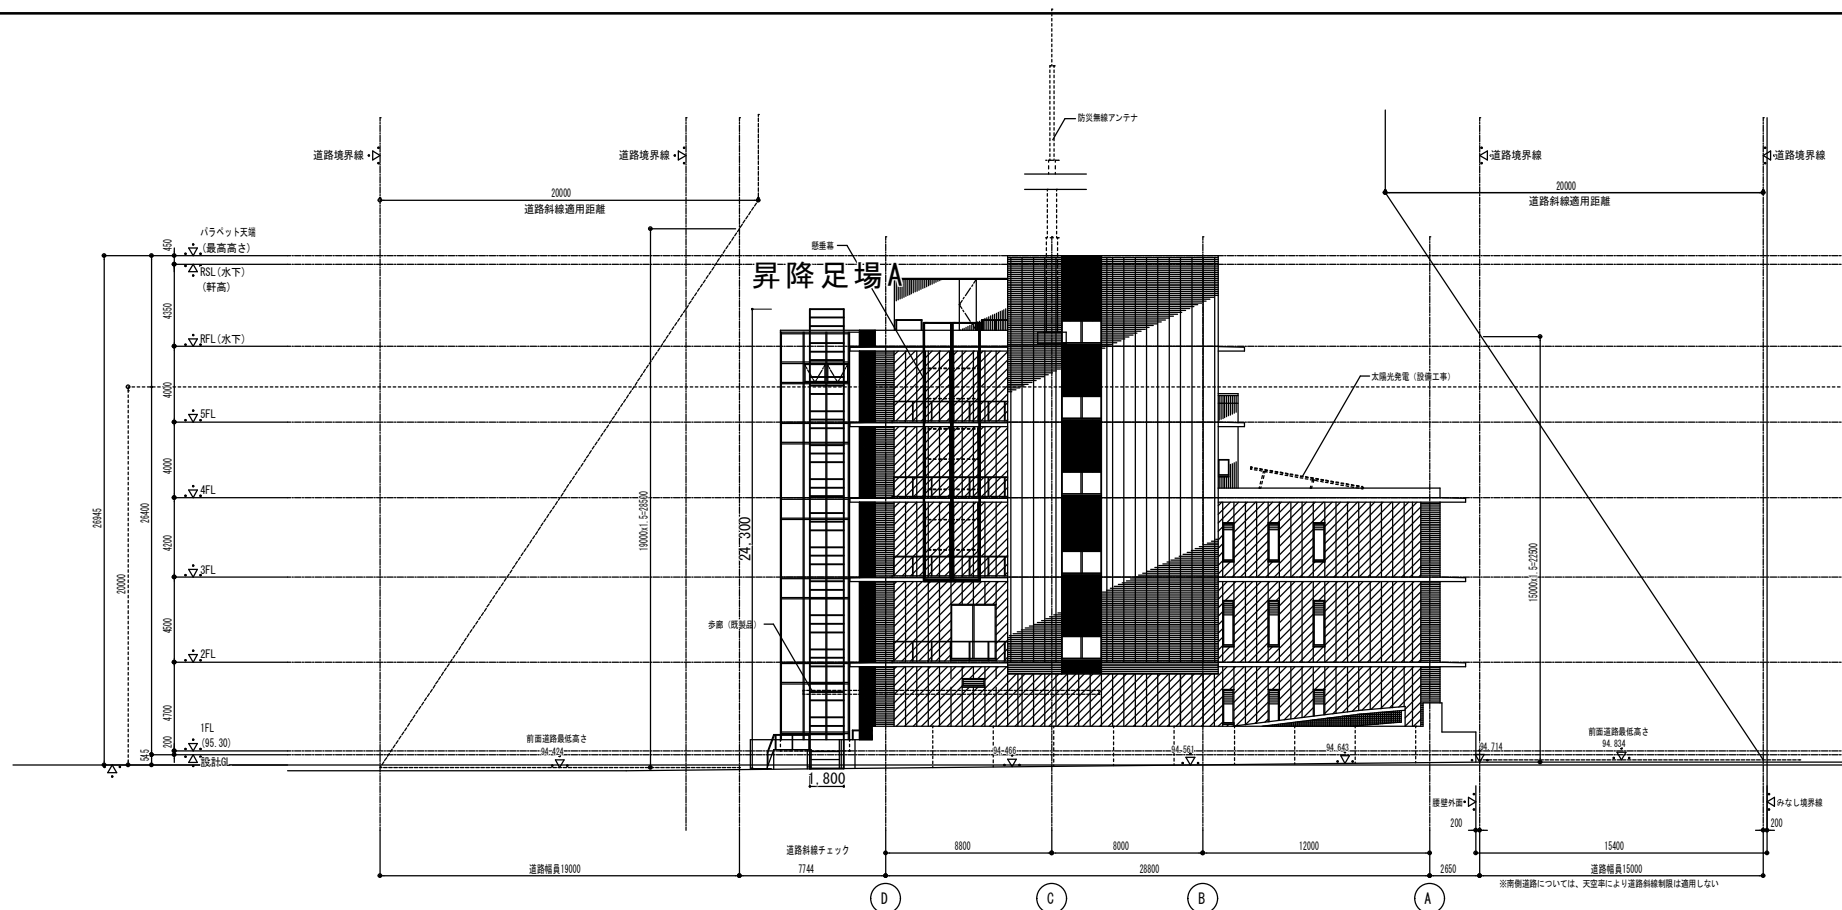 防災無線アンテナ
道路境界線
道路境界線
道路境界線
道路境界線
20000
道路斜線適用距離
20000
道路斜線適用距離
パラペット天端
(最高高さ)
450
懸垂幕
昇降足場A
RSL(水下)
(軒高)
4350
RFL(水下)
太陽光発電(設備工事)
4000
5FL
4000
4FL
26945
26400
19000x1.5=28500
24,300
4200
15000x1.5=22500
3FL
20000
4500
歩廊(既製品)
2FL
4700
1FL
(95.30)
200
545
設計GL
前面道路最低高さ
94.424
94.466
94.561
94.643
94.714
前面道路最低高さ
94.834
1,800
腰壁外面
みなし境界線
200
200
道路斜線チェック
8800
8000
12000
15400
道路幅員19000
7744
28800
2650
道路幅員15000
※南側道路については、天空率により道路斜線制限は適用しない
D
C
B
A